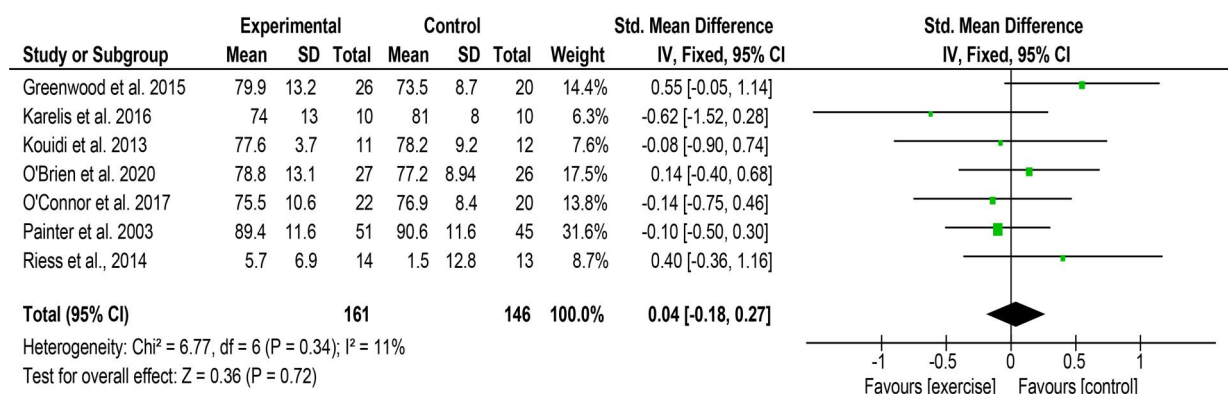 Experimental Control Std. Mean Difference Std. Mean Difference
Study or Subgroup Mean SD Total Mean SD Total Weight IV, Fixed, 95% CI IV, Fixed, 95% CI
Greenwood et al. 2015 79.9 13.2 26 73.5 8.7 20 14.4% 0.55 [-0.05, 1.14]
Karelis et al. 2016 74 13 10 81 8 10 6.3% -0.62 [-1.52, 0.28]
Kouidi et al. 2013 77.6 3.7 11 78.2 9.2 12 7.6% -0.08 [-0.90, 0.74]
O'Brien et al. 2020 78.8 13.1 27 77.2 8.94 26 17.5% 0.14 [-0.40, 0.68]
O'Connor et al. 2017 75.5 10.6 22 76.9 8.4 20 13.8% -0.14 [-0.75, 0.46]
Painter et al. 2003 89.4 11.6 51 90.6 11.6 45 31.6% -0.10 [-0.50, 0.30]
Riess et al., 2014 5.7 6.9 14 1.5 12.8 13 8.7% 0.40 [-0.36, 1.16]
Total (95% CI) 161 146 100.0% 0.04 [-0.18, 0.27]
Heterogeneity: Chi² = 6.77, df = 6 (P = 0.34); I² = 11%
Test for overall effect: Z = 0.36 (P = 0.72)
-1 -0.5 0 0.5 1
Favours [exercise] Favours [control]